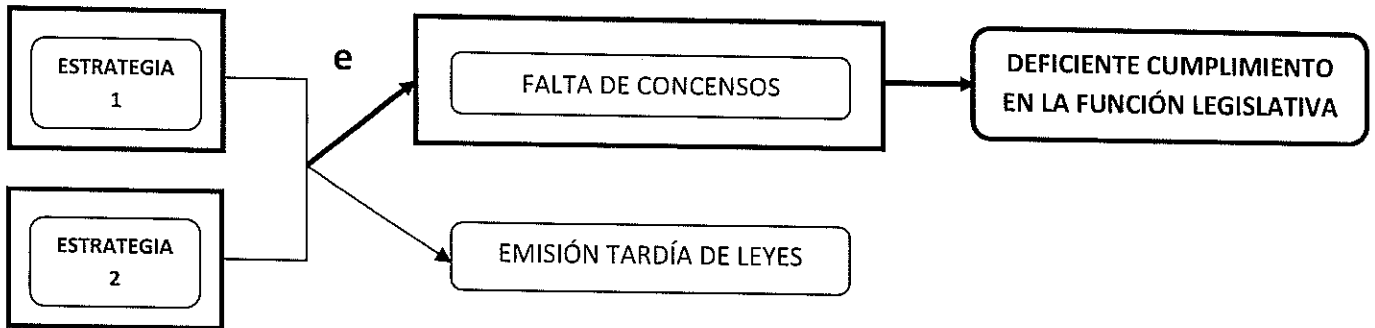 ESTRATEGIA
1
e
FALTA DE CONCENSOS
DEFICIENTE CUMPLIMIENTO
EN LA FUNCIÓN LEGISLATIVA
ESTRATEGIA
2
EMISIÓN TARDÍA DE LEYES